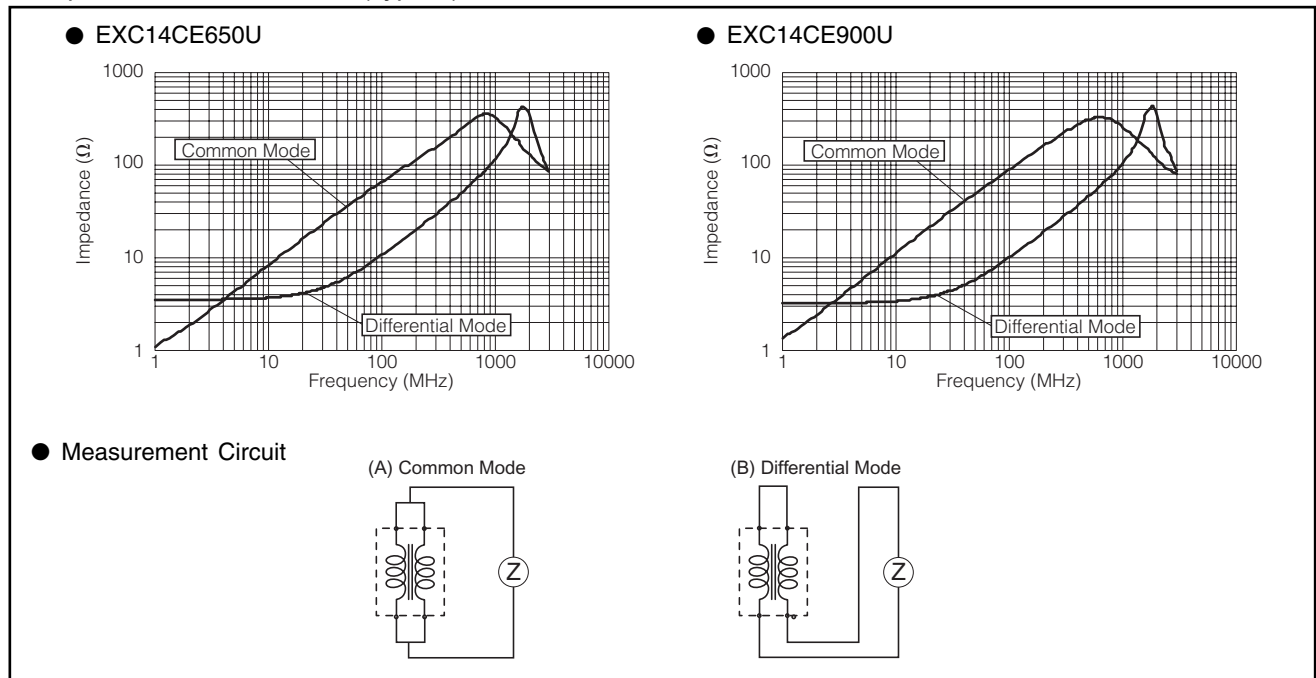 ● EXC14CE650U
1000
100
10
1
Impedance (Ω)
Common Mode
Differential Mode
1 10 100 1000 10000
Frequency (MHz)
● EXC14CE900U
1000
100
10
1
Impedance (Ω)
Common Mode
Differential Mode
1 10 100 1000 10000
Frequency (MHz)
● Measurement Circuit
(A) Common Mode
Z
(B) Differential Mode
Z